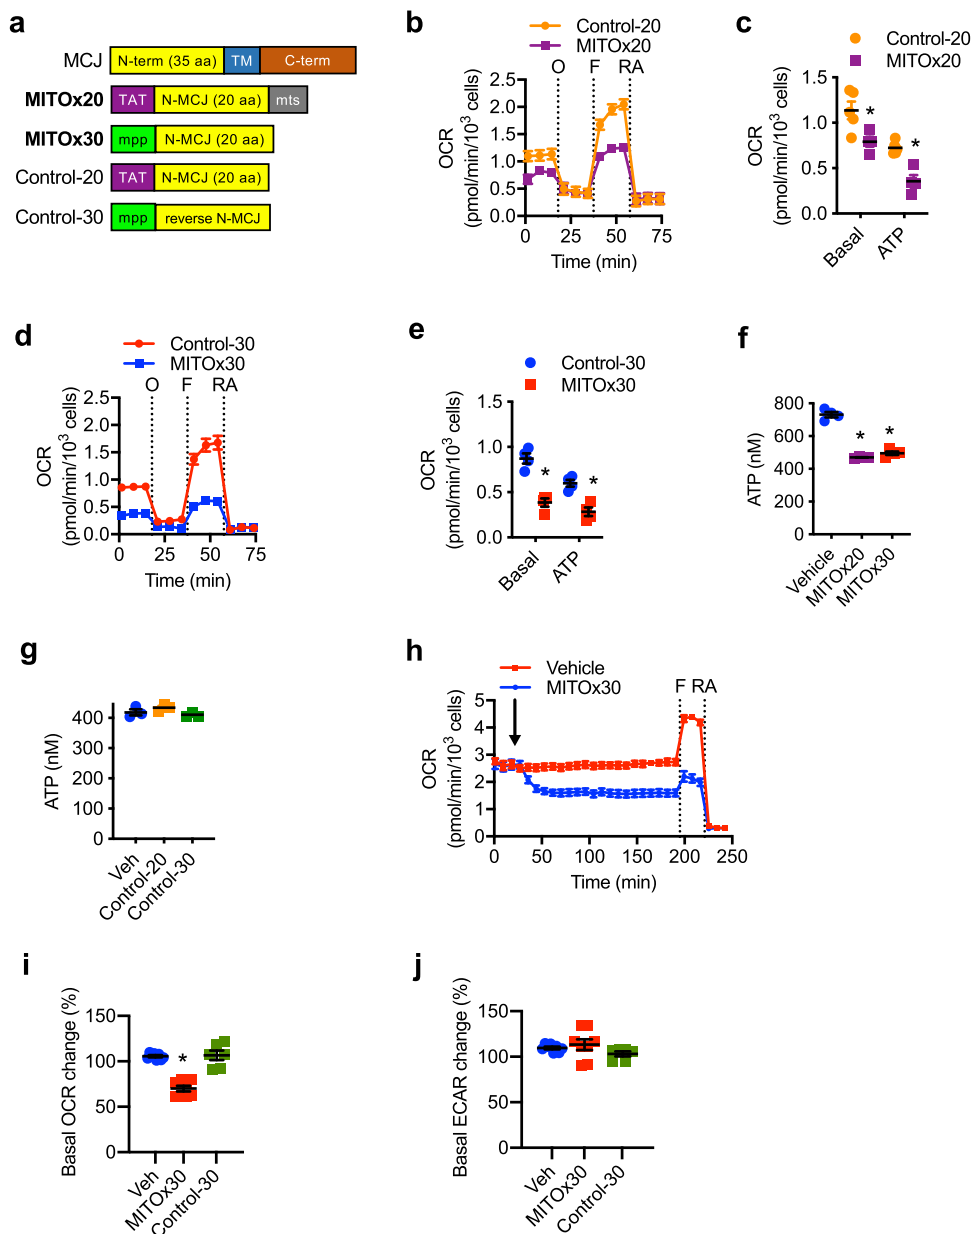 a
MCJ N-term (35 aa) TM C-term
MITOx20 TAT N-MCJ (20 aa) mts
MITOx30 mpp N-MCJ (20 aa)
Control-20 TAT N-MCJ (20 aa)
Control-30 mpp reverse N-MCJ
b
Control-20
MITOx20
O F RA
OCR
(pmol/min/10³ cells)
2.5
2.0
1.5
1.0
0.5
0.0
0 25 50 75
Time (min)
c
Control-20
MITOx20
OCR
(pmol/min/10³ cells)
1.5
1.0
0.5
0.0
* *
Basal ATP
d
Control-30
MITOx30
O F RA
OCR
(pmol/min/10³ cells)
2.5
2.0
1.5
1.0
0.5
0.0
0 25 50 75
Time (min)
e
Control-30
MITOx30
OCR
(pmol/min/10³ cells)
1.5
1.0
0.5
0.0
* *
Basal ATP
f
ATP (nM)
800
600
400
200
0
* *
Vehicle MITOx20 MITOx30
g
ATP (nM)
400
300
200
100
0
Veh Control-20 Control-30
h
Vehicle
MITOx30
F RA
OCR
(pmol/min/10³ cells)
5
4
3
2
1
0
0 50 100 150 200 250
Time (min)
i
Basal OCR change (%)
150
100
50
0
*
Veh MITOx30 Control-30
j
Basal ECAR change (%)
150
100
50
0
Veh MITOx30 Control-30